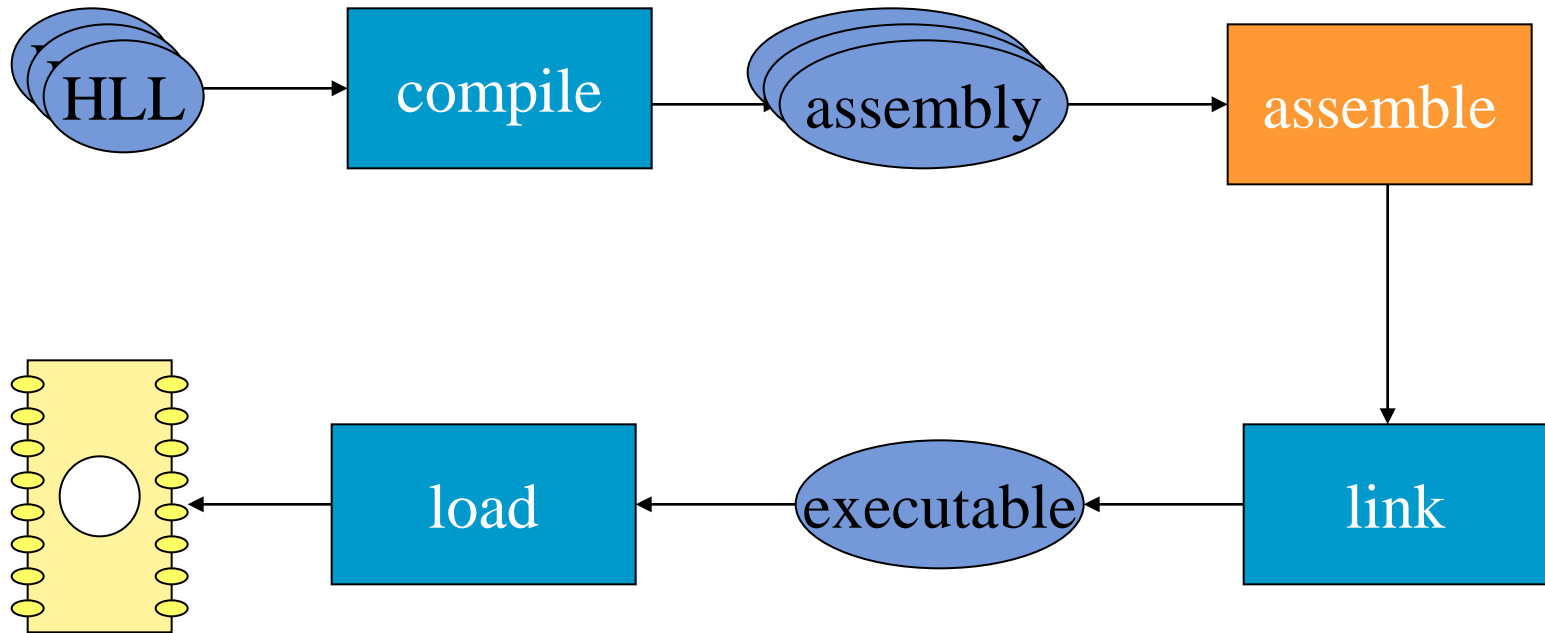 HLL
compile
assembly
assemble
load
executable
link